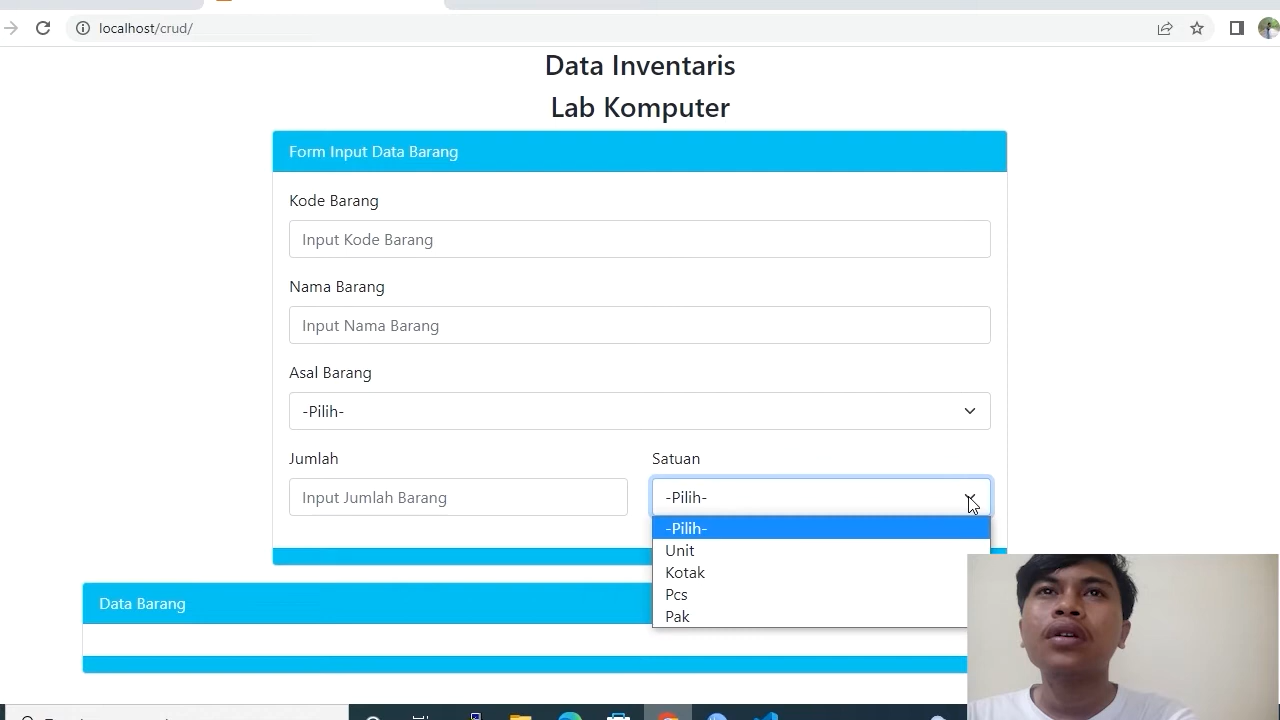 localhost/crud/
Data Inventaris
Lab Komputer
Form Input Data Barang
Kode Barang
Input Kode Barang
Nama Barang
Input Nama Barang
Asal Barang
-Pilih-
Jumlah
Satuan
Input Jumlah Barang
-Pilih-
-Pilih-
Unit
Kotak
Pcs
Pak
Data Barang